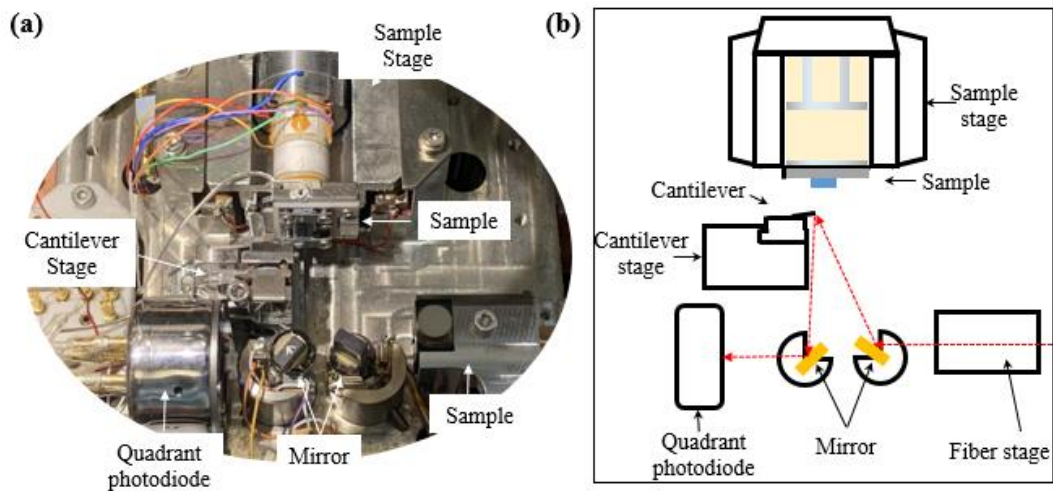 (a)
Sample
Stage
Sample
Cantilever
Stage
Sample
Quadrant
photodiode
Mirror
(b)
Sample
stage
Sample
Cantilever
Cantilever
stage
Quadrant
photodiode
Mirror
Fiber stage